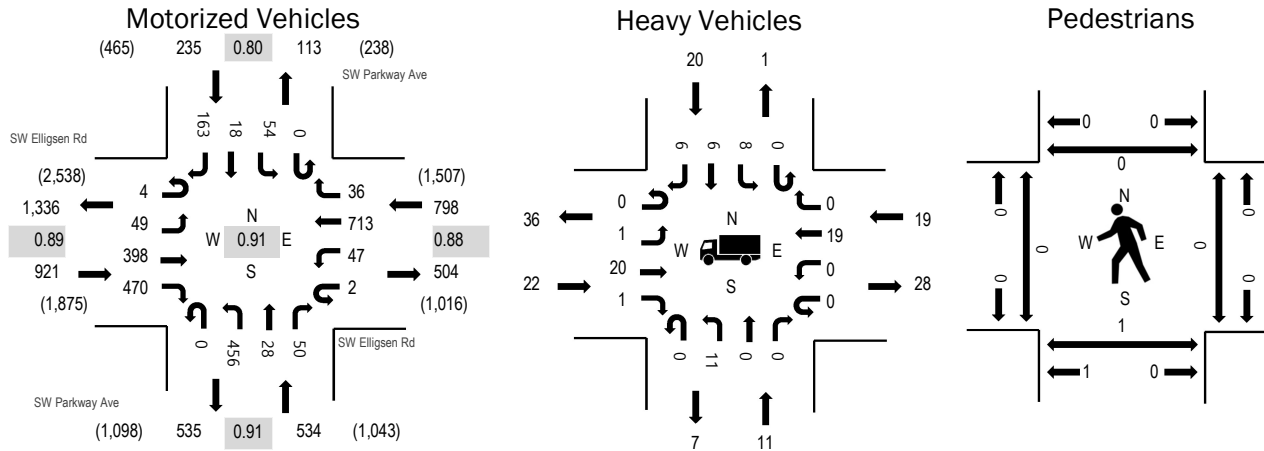 Motorized Vehicles
(465) 235 0.80 113 (238)
SW Parkway Ave
SW Elligsen Rd
163 18 54 0
(2,538) 4 36 (1,507)
1,336 49 713 798
0.89 0.91 0.88
N
W E
S
921 398 47 504
(1,875) 470 2 (1,016)
0 456 28 50
SW Elligsen Rd
SW Parkway Ave
(1,098) 535 0.91 534 (1,043)
Heavy Vehicles
20 1
6 6 8 0
0 0
36 1 19 19
N
W E
S
22 20 0 28
1 0
0 11 0 0
7 11
Pedestrians
0 0
0
0 0 0 0
N
W E
S
0 0
1
1 0